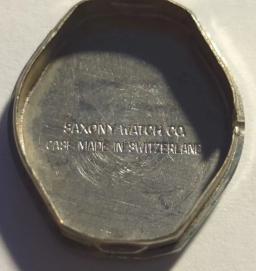 SAXONY WATCH CO.
CASE MADE IN SWITZERLAND